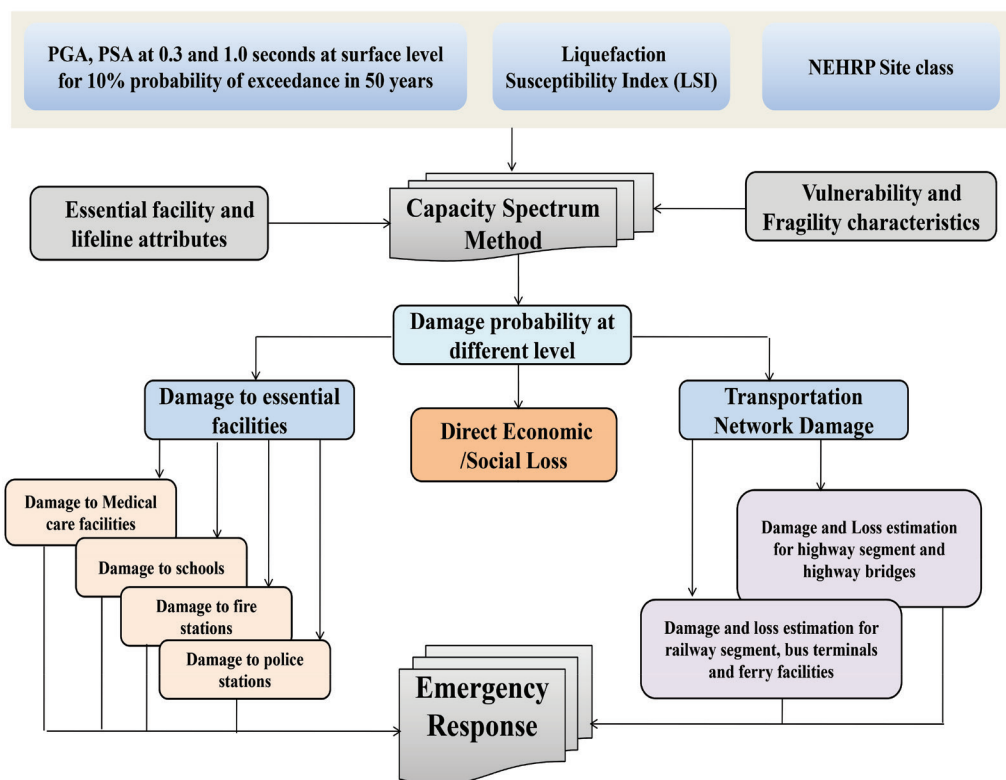 PGA, PSA at 0.3 and 1.0 seconds at surface level
for 10% probability of exceedance in 50 years
Liquefaction
Susceptibility Index (LSI)
NEHRP Site class
Essential facility and
lifeline attributes
Capacity Spectrum
Method
Vulnerability and
Fragility characteristics
Damage probability at
different level
Damage to essential
facilities
Direct Economic
/Social Loss
Transportation
Network Damage
Damage to Medical
care facilities
Damage to schools
Damage to fire
stations
Damage to police
stations
Damage and Loss estimation
for highway segment and
highway bridges
Damage and loss estimation for
railway segment, bus terminals
and ferry facilities
Emergency
Response